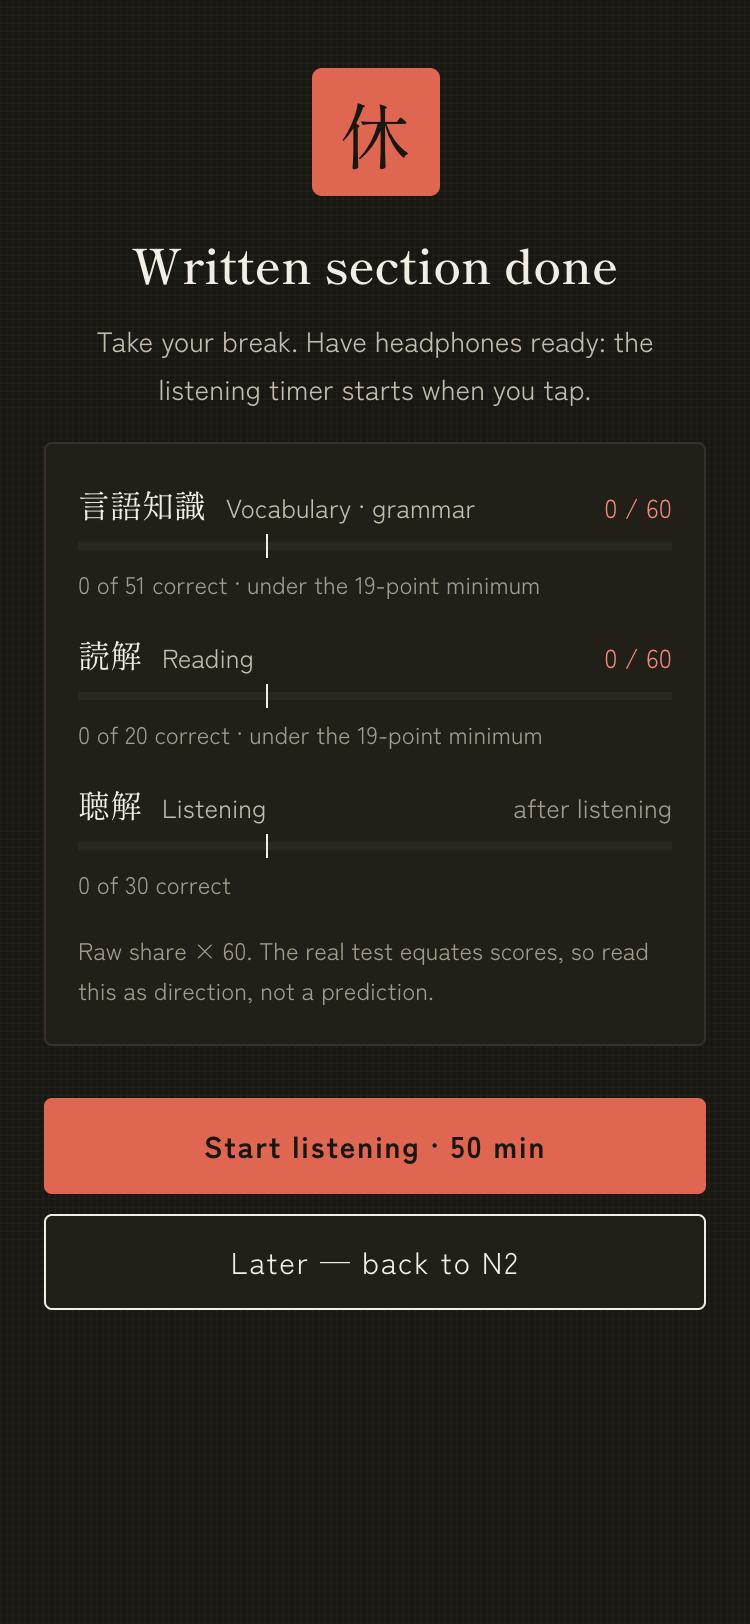 休
Written section done
Take your break. Have headphones ready: the
listening timer starts when you tap.
言語知識 Vocabulary · grammar 0 / 60
0 of 51 correct · under the 19-point minimum
読解 Reading 0 / 60
0 of 20 correct · under the 19-point minimum
聴解 Listening after listening
0 of 30 correct
Raw share × 60. The real test equates scores, so read
this as direction, not a prediction.
Start listening · 50 min
Later — back to N2